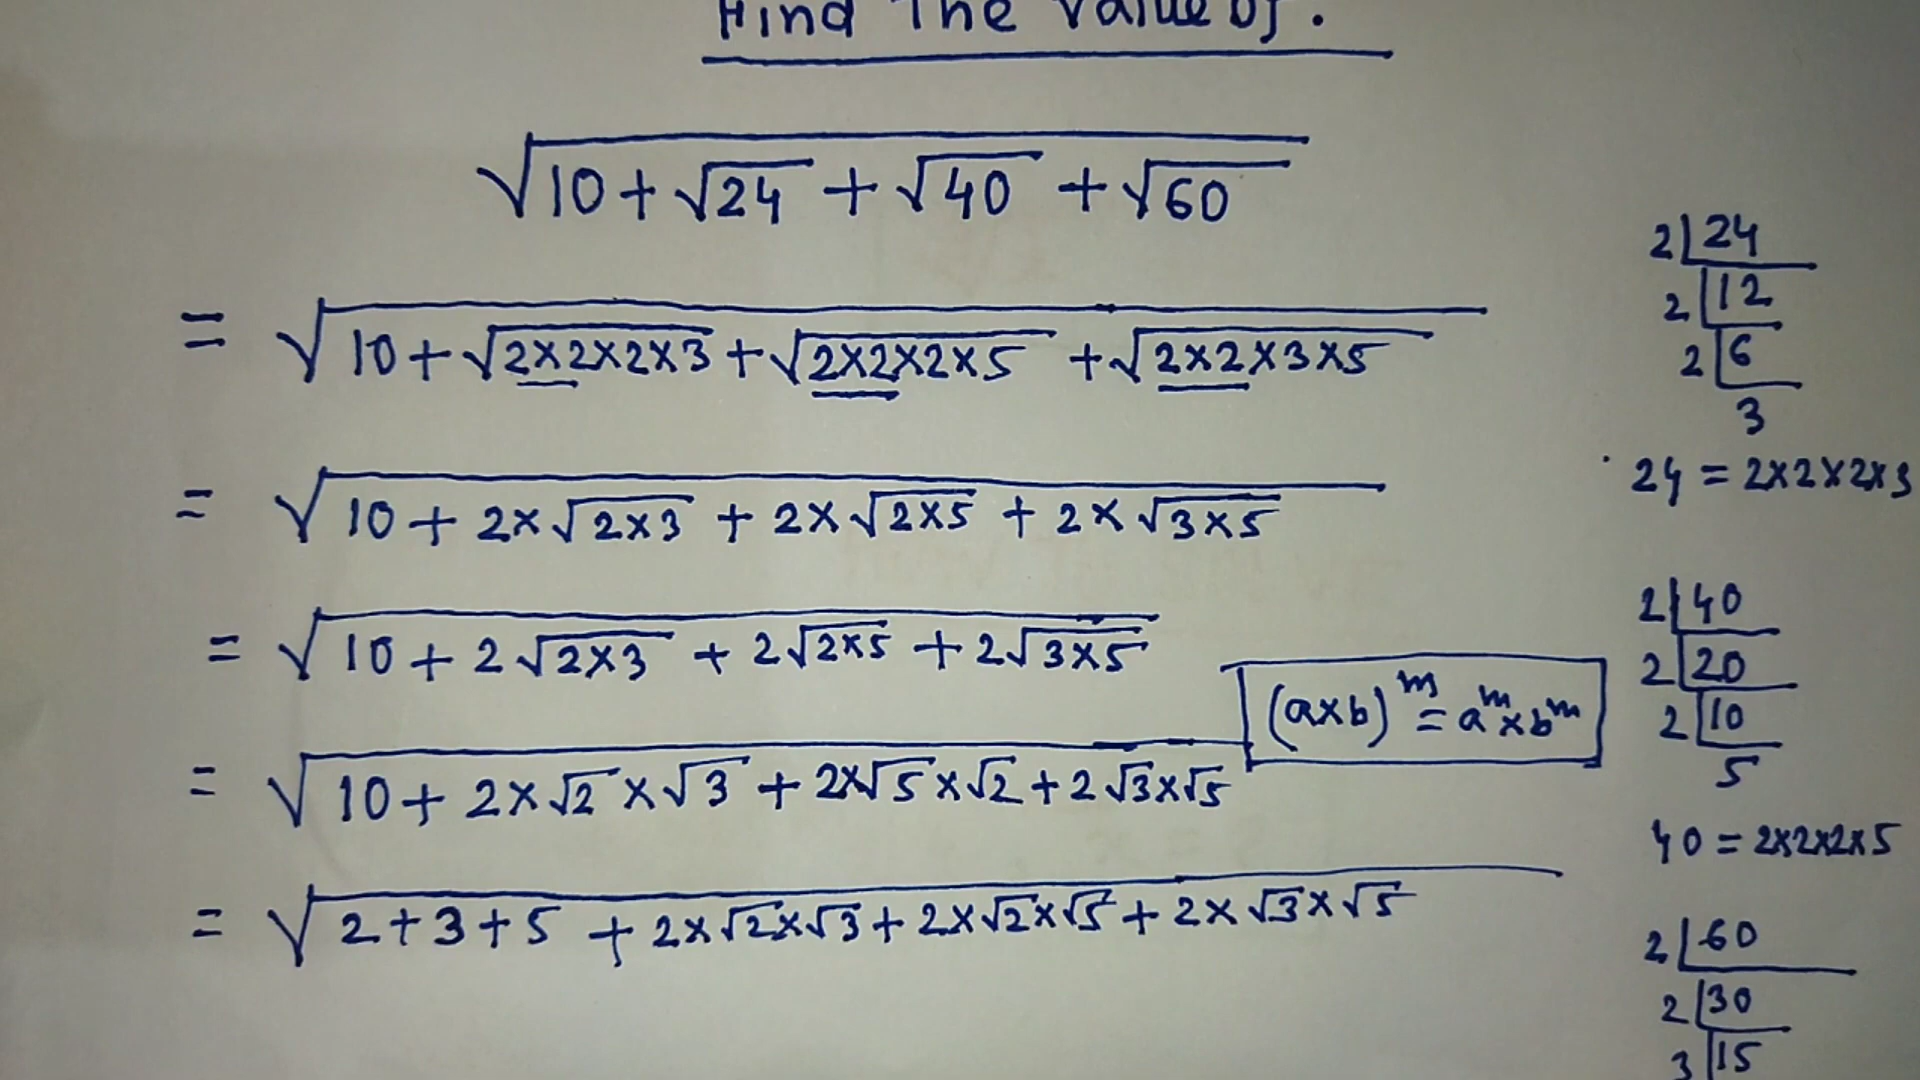 Find The Value of .
√(10 + √24 + √40 + √60)
= √(10 + √(2×2×2×3) + √(2×2×2×5) + √(2×2×3×5))
= √(10 + 2×√(2×3) + 2×√(2×5) + 2×√(3×5))
= √(10 + 2√(2×3) + 2√(2×5) + 2√(3×5))
(a×b)^m = a^m × b^m
= √(10 + 2×√2×√3 + 2×√5×√2 + 2√3×√5)
= √(2+3+5 + 2×√2×√3 + 2×√2×√5 + 2×√3×√5)
2|24
2|12
2|6
3
24 = 2×2×2×3
2|40
2|20
2|10
5
40 = 2×2×2×5
2|60
2|30
3|15